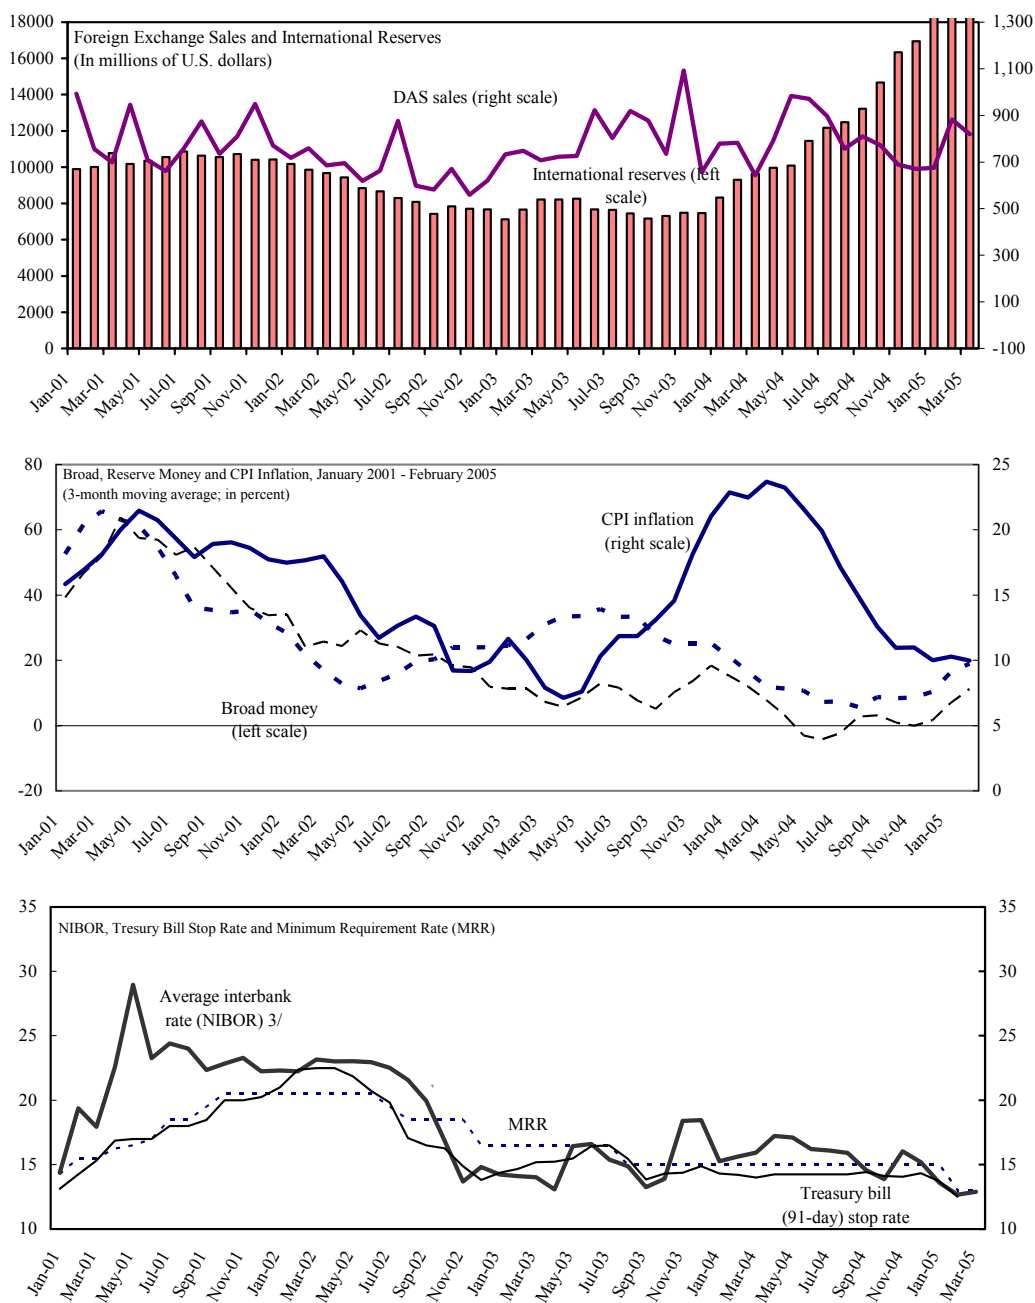 18000
16000
14000
12000
10000
8000
6000
4000
2000
0
1,300
1,100
900
700
500
300
100
-100
Foreign Exchange Sales and International Reserves
(In millions of U.S. dollars)
DAS sales (right scale)
International reserves (left
scale)
Jan-01
Mar-01
May-01
Jul-01
Sep-01
Nov-01
Jan-02
Mar-02
May-02
Jul-02
Sep-02
Nov-02
Jan-03
Mar-03
May-03
Jul-03
Sep-03
Nov-03
Jan-04
Mar-04
May-04
Jul-04
Sep-04
Nov-04
Jan-05
Mar-05
80
60
40
20
0
-20
25
20
15
10
5
0
Broad, Reserve Money and CPI Inflation, January 2001 - February 2005
(3-month moving average; in percent)
CPI inflation
(right scale)
Broad money
(left scale)
Jan-01
Mar-01
May-01
Jul-01
Sep-01
Nov-01
Jan-02
Mar-02
May-02
Jul-02
Sep-02
Nov-02
Jan-03
Mar-03
May-03
Jul-03
Sep-03
Nov-03
Jan-04
Mar-04
May-04
Jul-04
Sep-04
Nov-04
Jan-05
35
30
25
20
15
10
35
30
25
20
15
10
NIBOR, Tresury Bill Stop Rate and Minimum Requirement Rate (MRR)
Average interbank
rate (NIBOR) 3/
MRR
Treasury bill
(91-day) stop rate
Jan-01
Mar-01
May-01
Jul-01
Sep-01
Nov-01
Jan-02
Mar-02
May-02
Jul-02
Sep-02
Nov-02
Jan-03
Mar-03
May-03
Jul-03
Sep-03
Nov-03
Jan-04
Mar-04
May-04
Jul-04
Sep-04
Nov-04
Jan-05
Mar-05